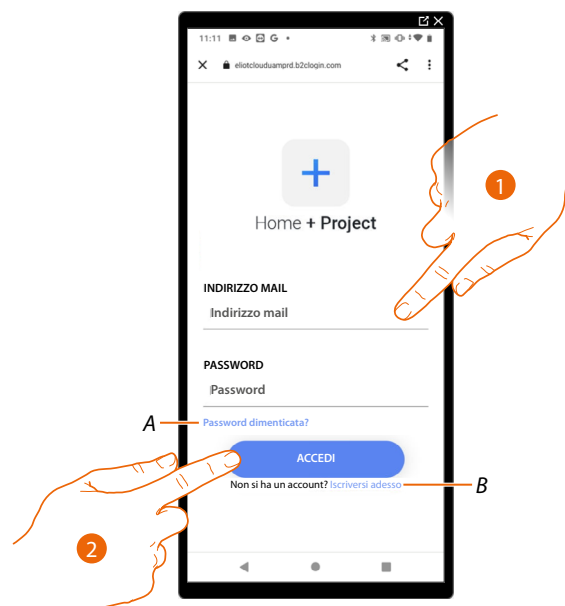 11:11 G
eliotclouduamprd.b2clogin.com
1
Home + Project
INDIRIZZO MAIL
Indirizzo mail
PASSWORD
Password
A
Password dimenticata?
ACCEDI
Non si ha un account? Iscriversi adesso
B
2